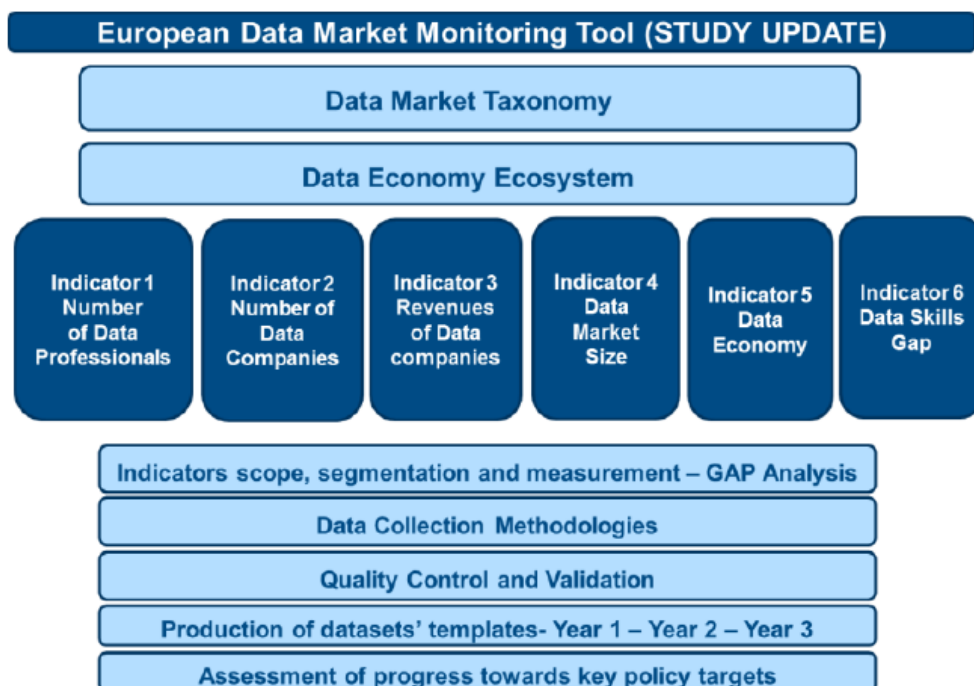 European Data Market Monitoring Tool (STUDY UPDATE)
Data Market Taxonomy
Data Economy Ecosystem
Indicator 1
Number
of Data
Professionals
Indicator 2
Number of
Data
Companies
Indicator 3
Revenues
of Data
companies
Indicator 4
Data
Market
Size
Indicator 5
Data
Economy
Indicator 6
Data Skills
Gap
Indicators scope, segmentation and measurement – GAP Analysis
Data Collection Methodologies
Quality Control and Validation
Production of datasets' templates- Year 1 – Year 2 – Year 3
Assessment of progress towards key policy targets